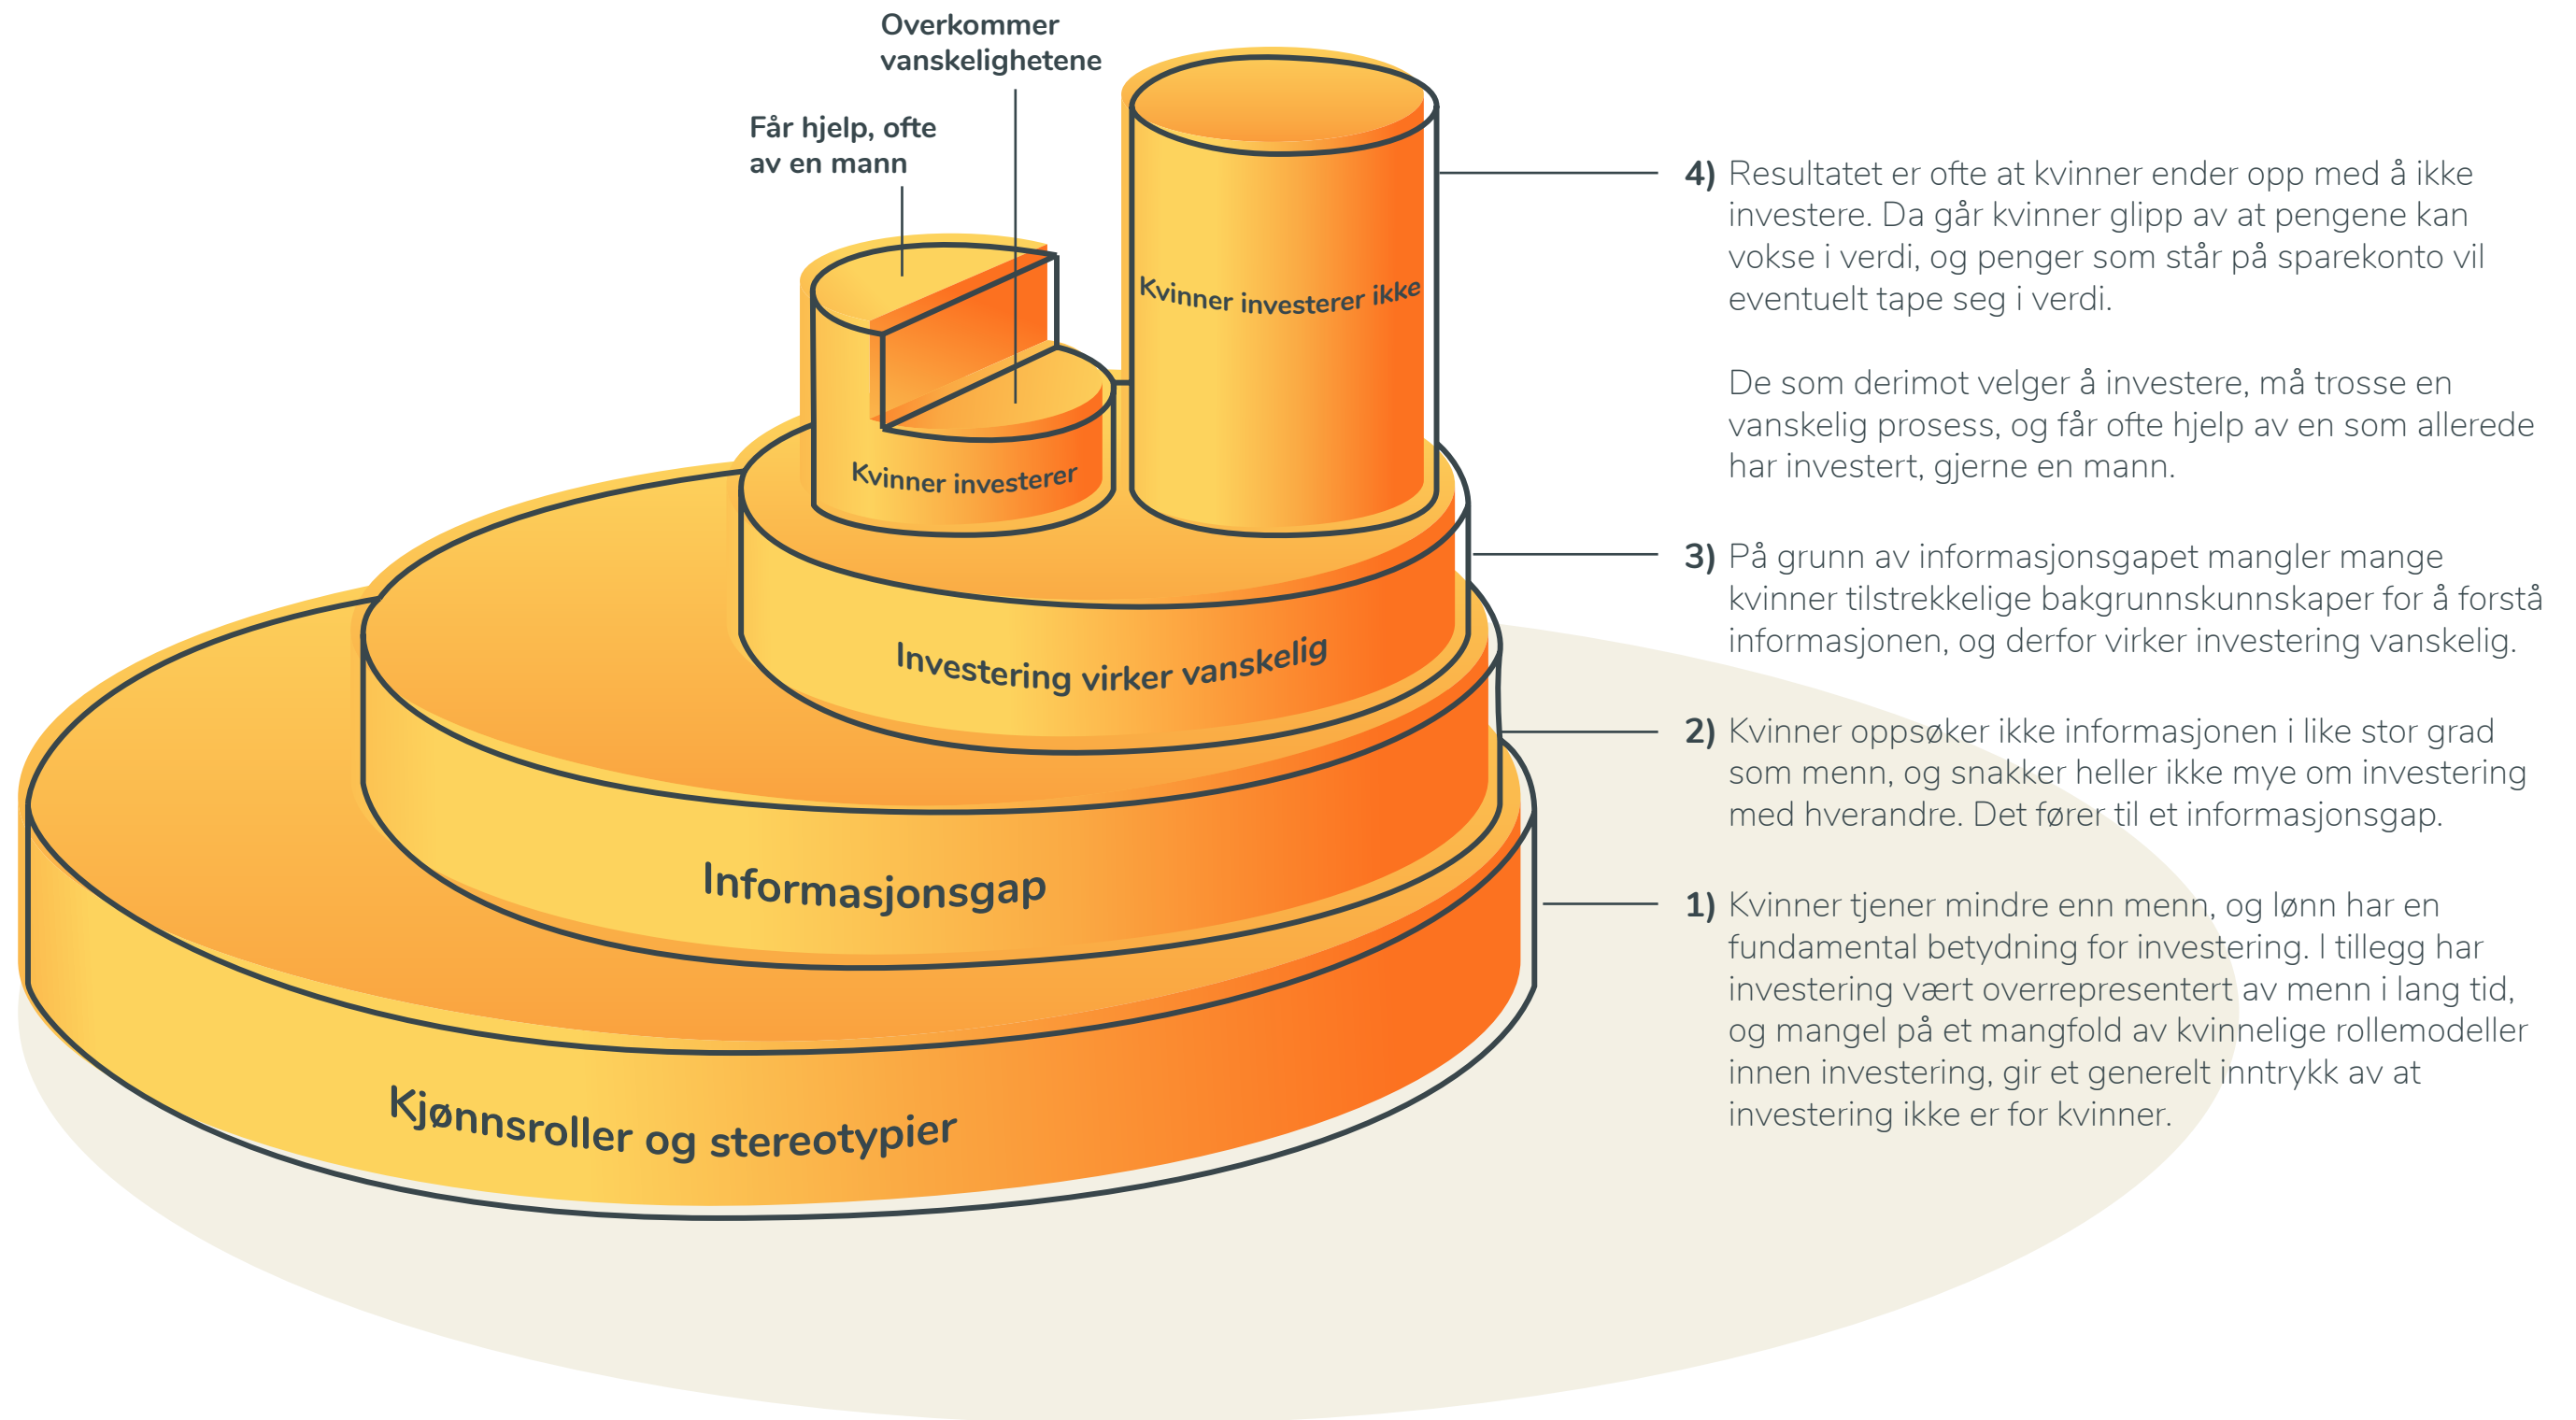 Overkommer
vanskelighetene
Får hjelp, ofte
av en mann
Kvinner investerer ikke
Kvinner investerer
Investering virker vanskelig
Informasjonsgap
Kjønnsroller og stereotypier
4) Resultatet er ofte at kvinner ender opp med å ikke
investere. Da går kvinner glipp av at pengene kan
vokse i verdi, og penger som står på sparekonto vil
eventuelt tape seg i verdi.
De som derimot velger å investere, må trosse en
vanskelig prosess, og får ofte hjelp av en som allerede
har investert, gjerne en mann.
3) På grunn av informasjonsgapet mangler mange
kvinner tilstrekkelige bakgrunnskunnskaper for å forstå
informasjonen, og derfor virker investering vanskelig.
2) Kvinner oppsøker ikke informasjonen i like stor grad
som menn, og snakker heller ikke mye om investering
med hverandre. Det fører til et informasjonsgap.
1) Kvinner tjener mindre enn menn, og lønn har en
fundamental betydning for investering. I tillegg har
investering vært overrepresentert av menn i lang tid,
og mangel på et mangfold av kvinnelige rollemodeller
innen investering, gir et generelt inntrykk av at
investering ikke er for kvinner.